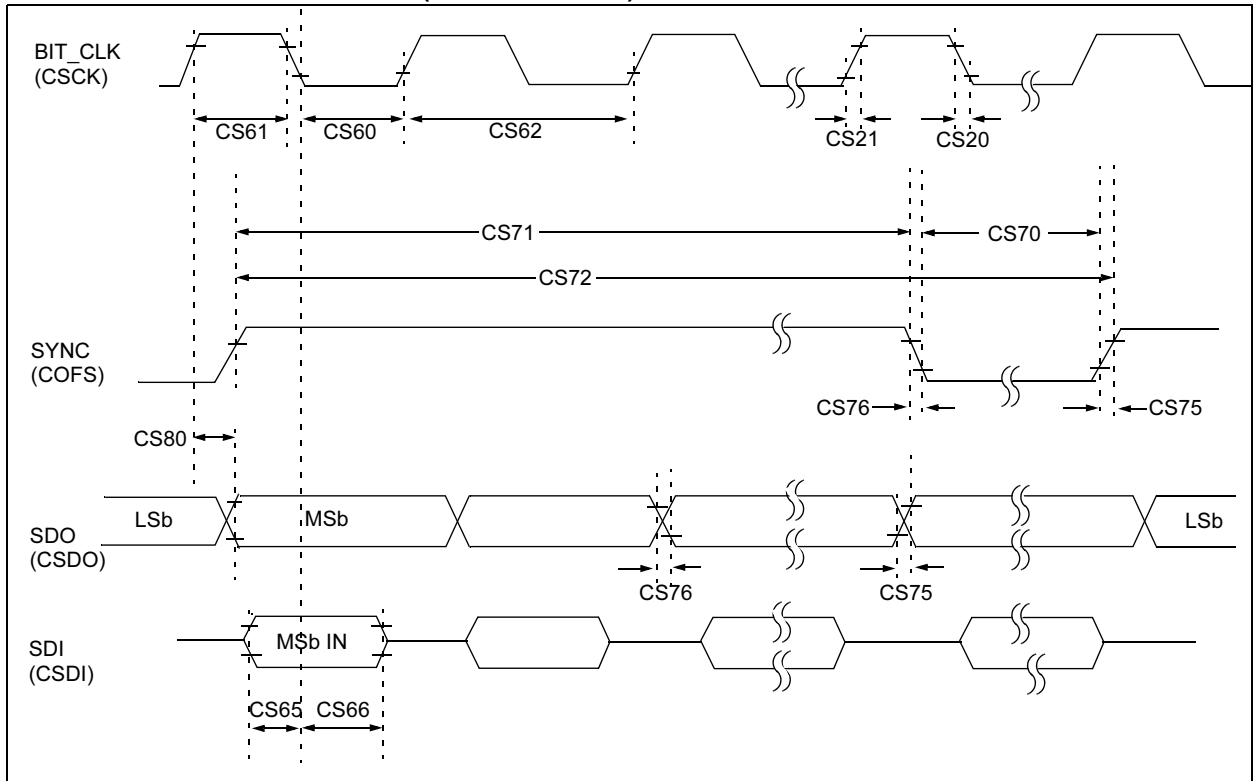 BIT_CLK
(CSCK)
CS61
CS60
CS62
CS21
CS20
CS71
CS70
CS72
SYNC
(COFS)
CS76
CS75
CS80
LSb
MSb
LSb
SDO
(CSDO)
CS76
CS75
MSb IN
SDI
(CSDI)
CS65
CS66